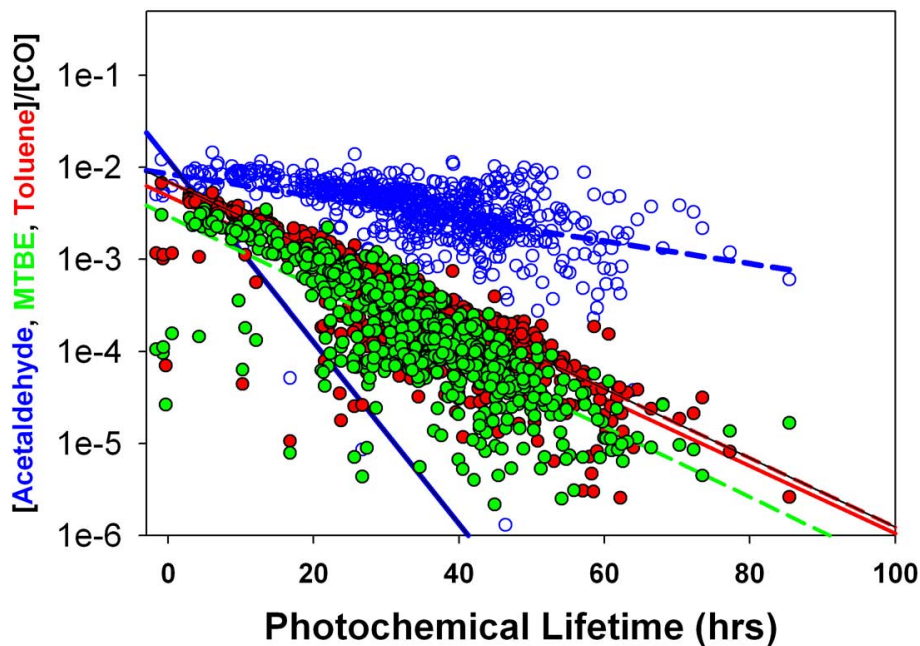 [Acetaldehyde, MTBE, Toluene]/[CO]
1e-1
1e-2
1e-3
1e-4
1e-5
1e-6
0 20 40 60 80 100
Photochemical Lifetime (hrs)